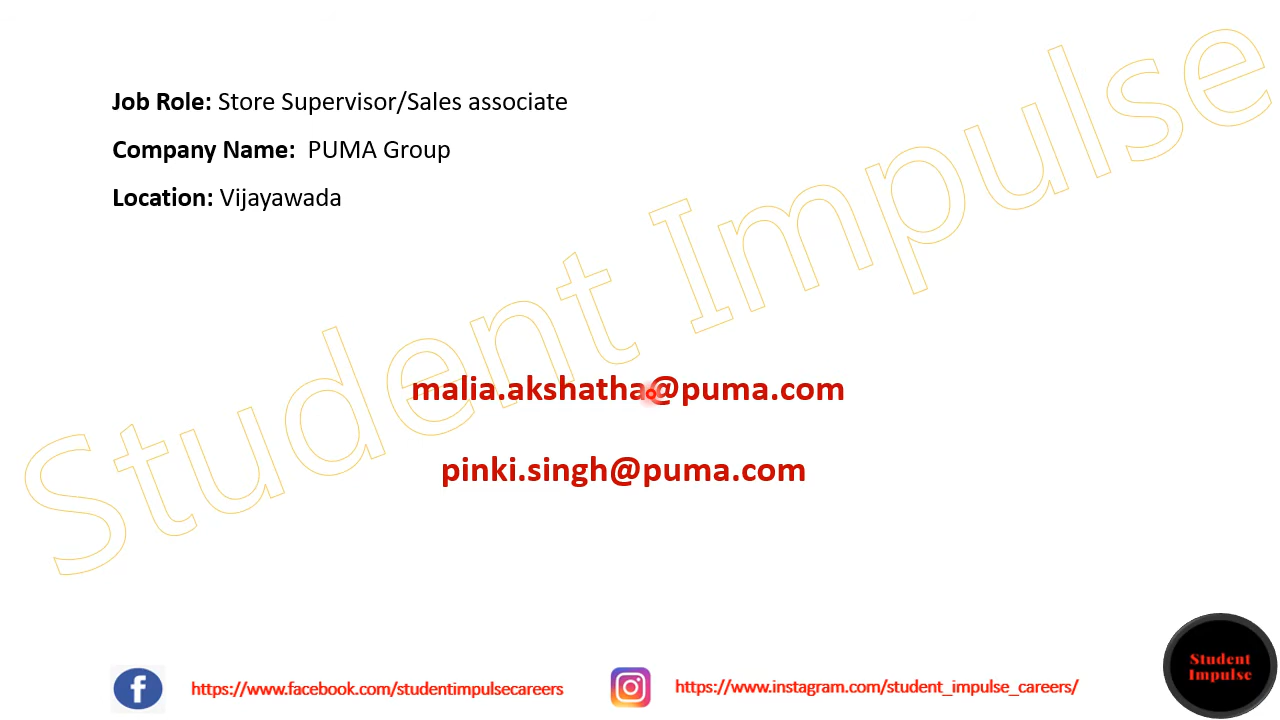 Job Role: Store Supervisor/Sales associate
Company Name: PUMA Group
Location: Vijayawada
Student Impulse
malia.akshatha@puma.com
pinki.singh@puma.com
https://www.facebook.com/studentimpulsecareers
https://www.instagram.com/student_impulse_careers/
Student
Impulse